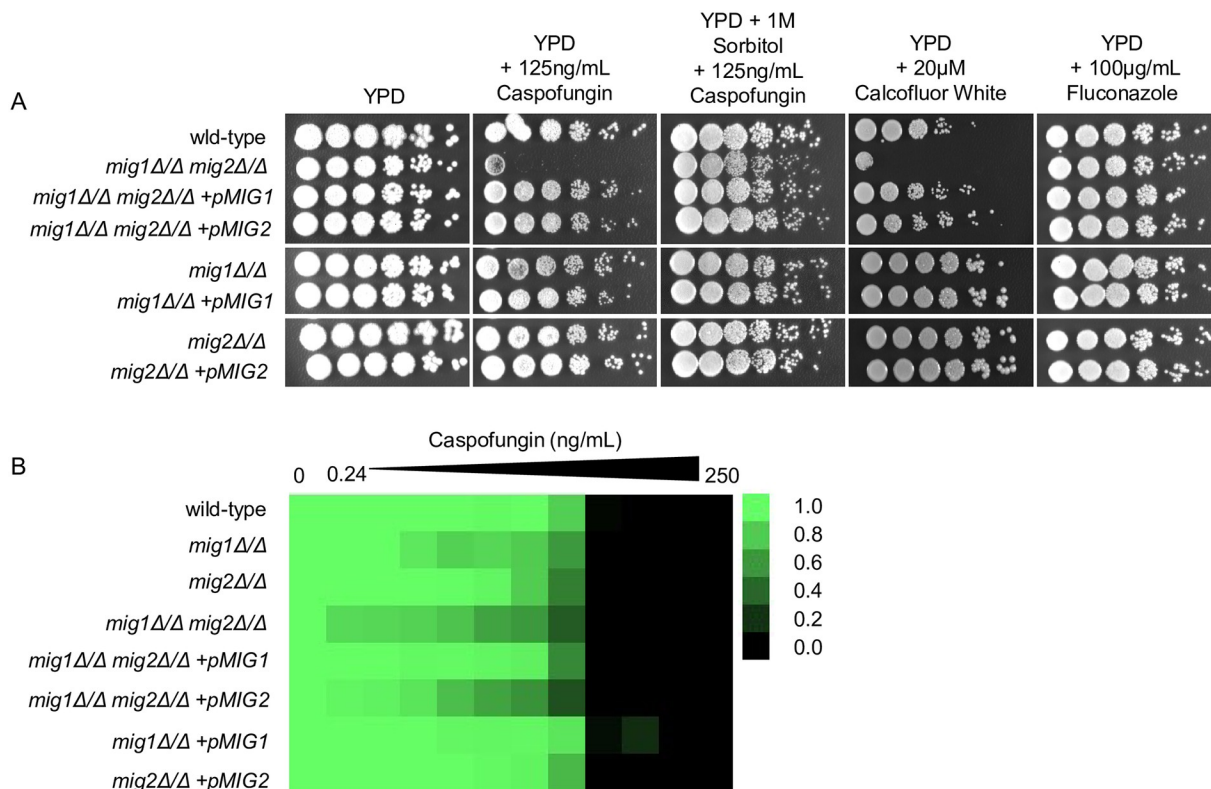 A
YPD
YPD
+ 125ng/mL
Caspofungin
YPD + 1M
Sorbitol
+ 125ng/mL
Caspofungin
YPD
+ 20μM
Calcofluor White
YPD
+ 100μg/mL
Fluconazole
wld-type
mig1Δ/Δ mig2Δ/Δ
mig1Δ/Δ mig2Δ/Δ +pMIG1
mig1Δ/Δ mig2Δ/Δ +pMIG2
mig1Δ/Δ
mig1Δ/Δ +pMIG1
mig2Δ/Δ
mig2Δ/Δ +pMIG2
B
Caspofungin (ng/mL)
0 0.24 250
wild-type
mig1Δ/Δ
mig2Δ/Δ
mig1Δ/Δ mig2Δ/Δ
mig1Δ/Δ mig2Δ/Δ +pMIG1
mig1Δ/Δ mig2Δ/Δ +pMIG2
mig1Δ/Δ +pMIG1
mig2Δ/Δ +pMIG2
1.0
0.8
0.6
0.4
0.2
0.0